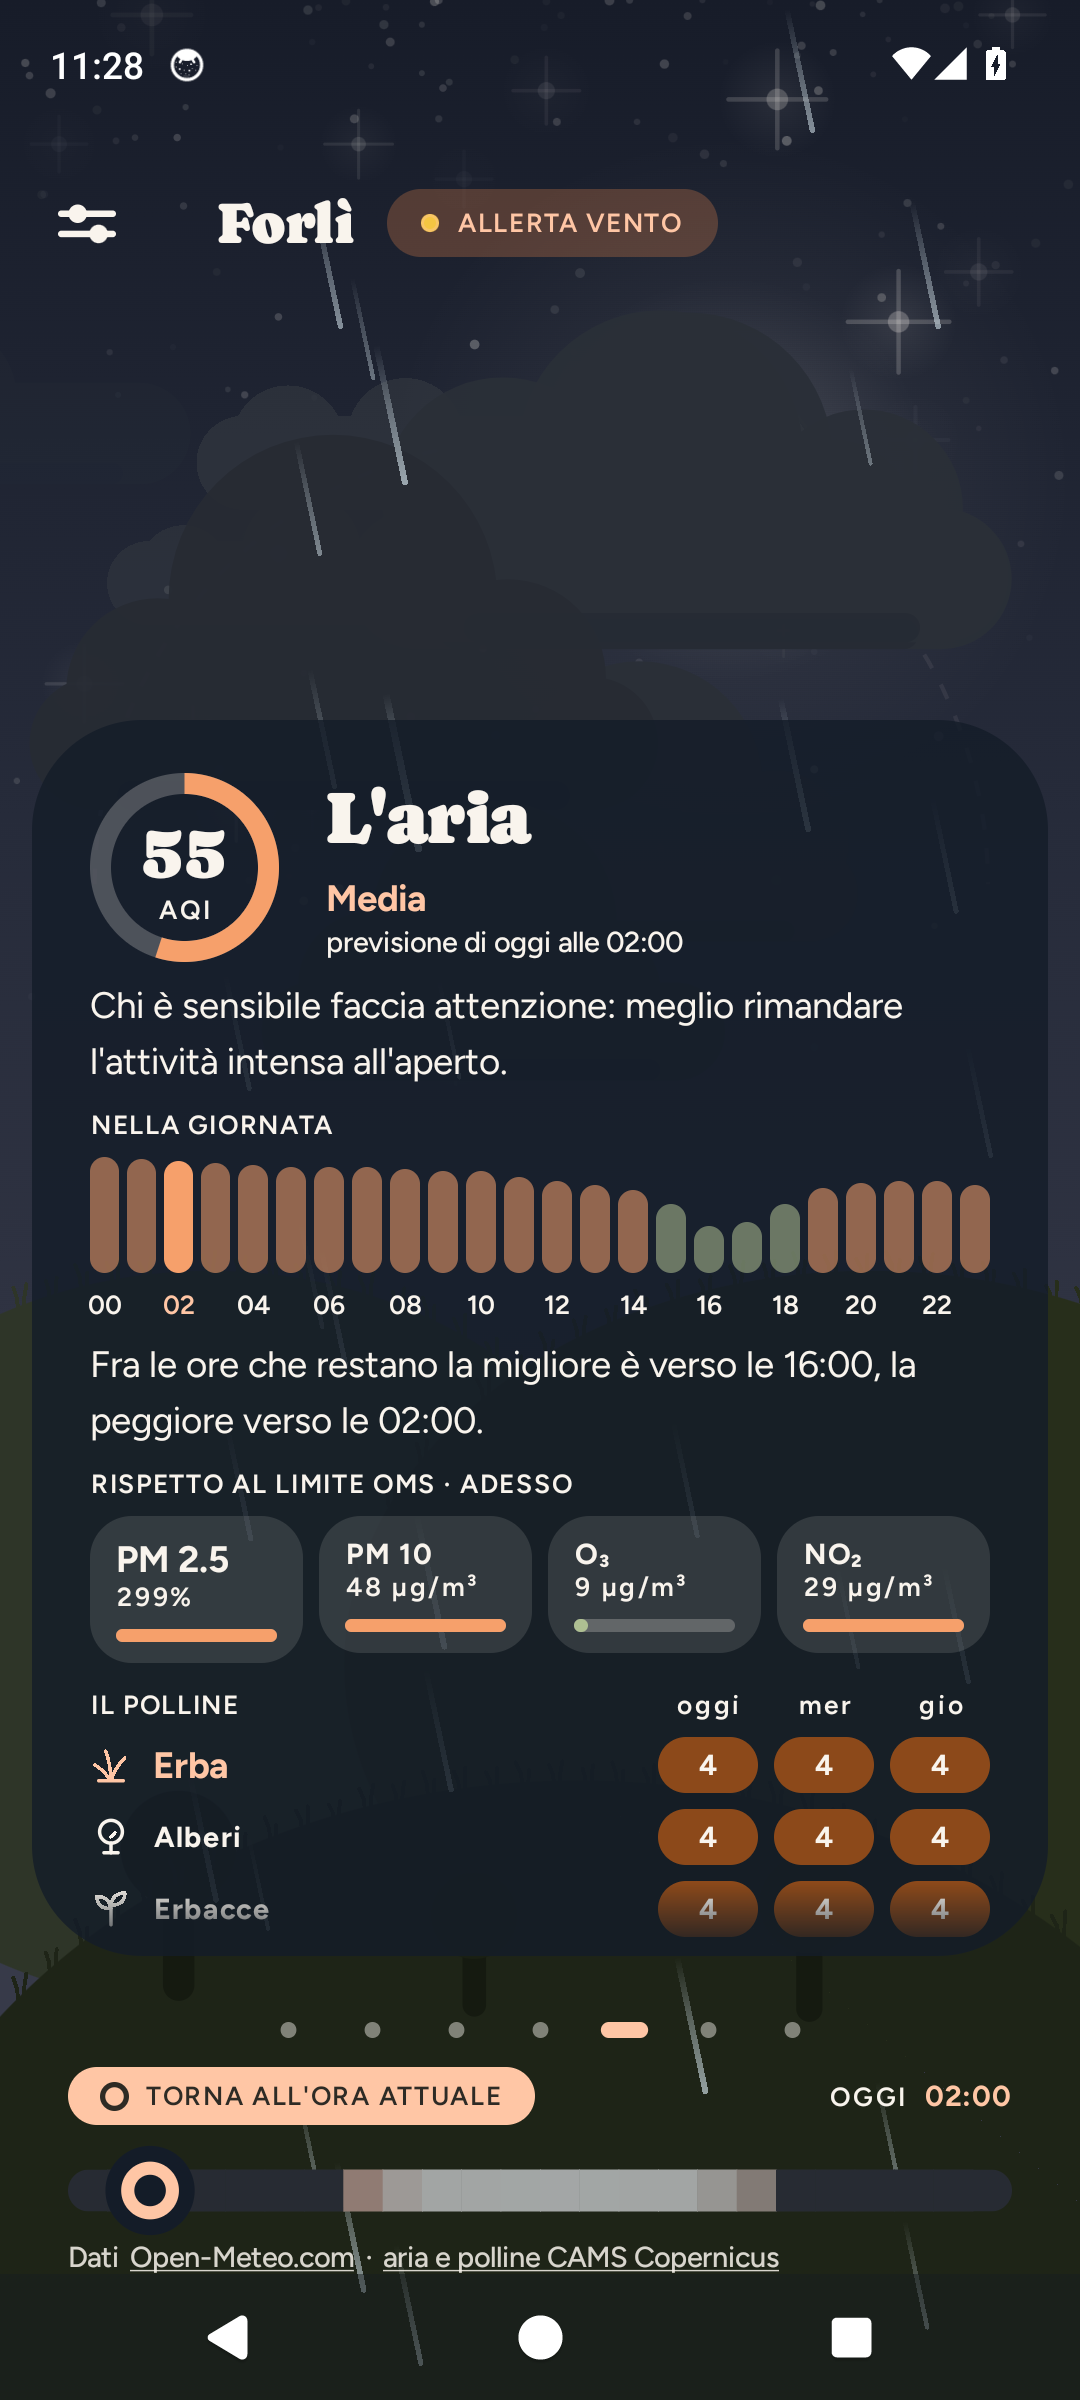 11:28
Forlì
ALLERTA VENTO
55
AQI
L'aria
Media
previsione di oggi alle 02:00
Chi è sensibile faccia attenzione: meglio rimandare
l'attività intensa all'aperto.
NELLA GIORNATA
00 02 04 06 08 10 12 14 16 18 20 22
Fra le ore che restano la migliore è verso le 16:00, la
peggiore verso le 02:00.
RISPETTO AL LIMITE OMS · ADESSO
PM 2.5
299%
PM 10
48 µg/m³
O₃
9 µg/m³
NO₂
29 µg/m³
IL POLLINE oggi mer gio
Erba 4 4 4
Alberi 4 4 4
Erbacce 4 4 4
TORNA ALL'ORA ATTUALE
OGGI 02:00
Dati Open-Meteo.com · aria e polline CAMS Copernicus